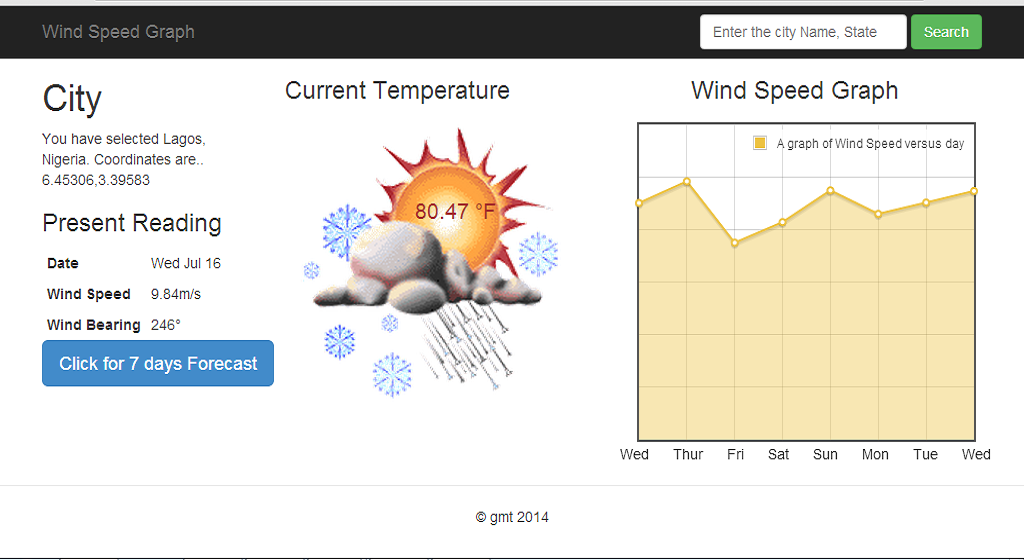 Wind Speed Graph
Enter the city Name, State
Search
City
You have selected Lagos,
Nigeria. Coordinates are..
6.45306,3.39583
Present Reading
Date Wed Jul 16
Wind Speed 9.84m/s
Wind Bearing 246°
Click for 7 days Forecast
Current Temperature
80.47 °F
Wind Speed Graph
A graph of Wind Speed versus day
Wed Thur Fri Sat Sun Mon Tue Wed
© gmt 2014